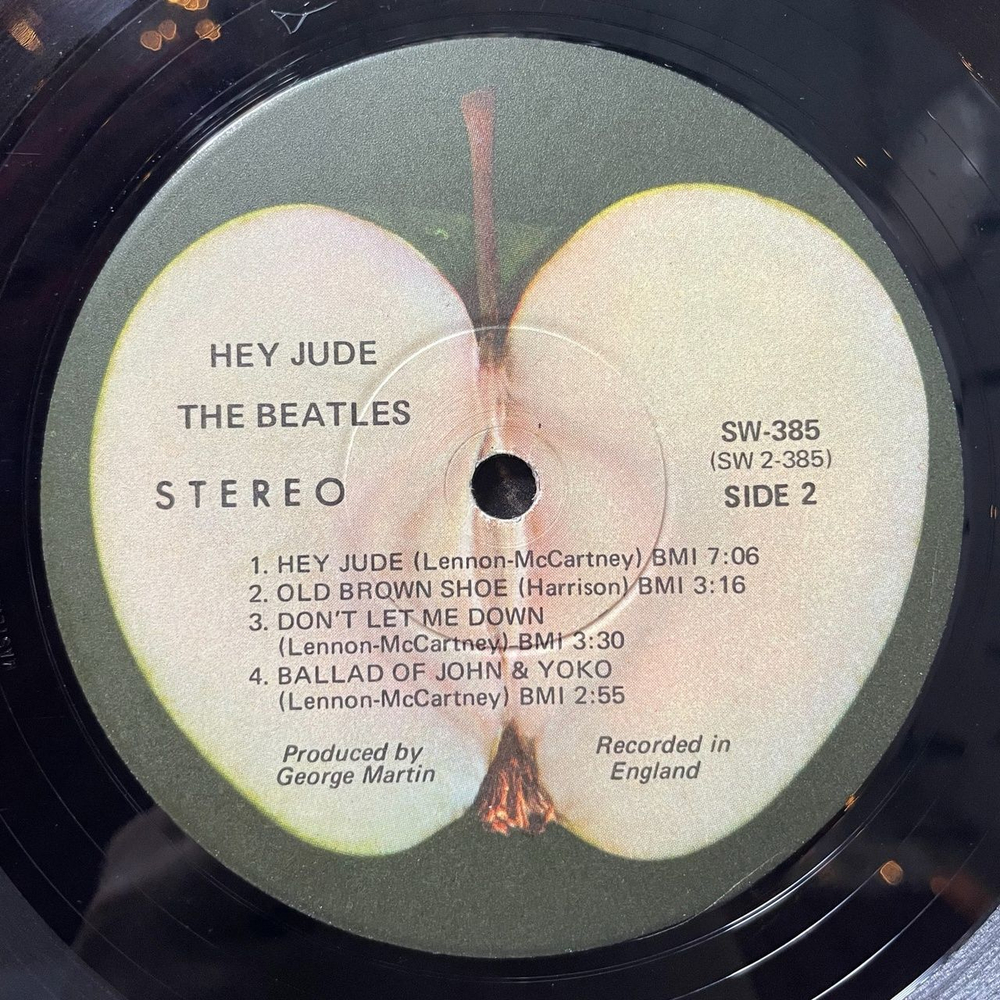 HEY JUDE
THE BEATLES
STEREO
SW-385
(SW 2-385)
SIDE 2
1. HEY JUDE (Lennon-McCartney) BMI 7:06
2. OLD BROWN SHOE (Harrison) BMI 3:16
3. DON'T LET ME DOWN
(Lennon-McCartney) BMI 3:30
4. BALLAD OF JOHN & YOKO
(Lennon-McCartney) BMI 2:55
Produced by
George Martin
Recorded in
England